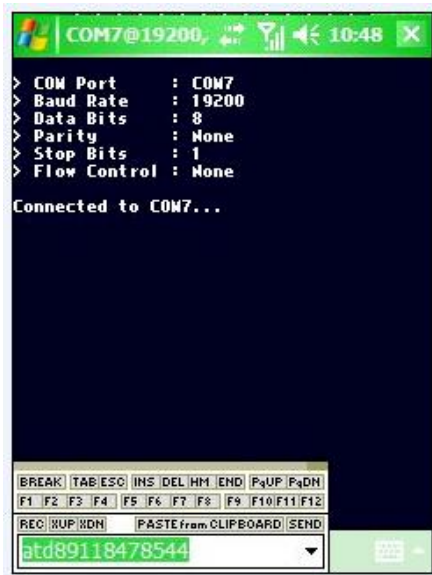 COM7@19200, 10:48
> COM Port : COM7
> Baud Rate : 19200
> Data Bits : 8
> Parity : None
> Stop Bits : 1
> Flow Control : None
Connected to COM7...
BREAK TAB ESC INS DEL HM END PgUP PgDN
F1 F2 F3 F4 F5 F6 F7 F8 F9 F10 F11 F12
REC XUP XDN PASTE from CLIPBOARD SEND
atd89118478544